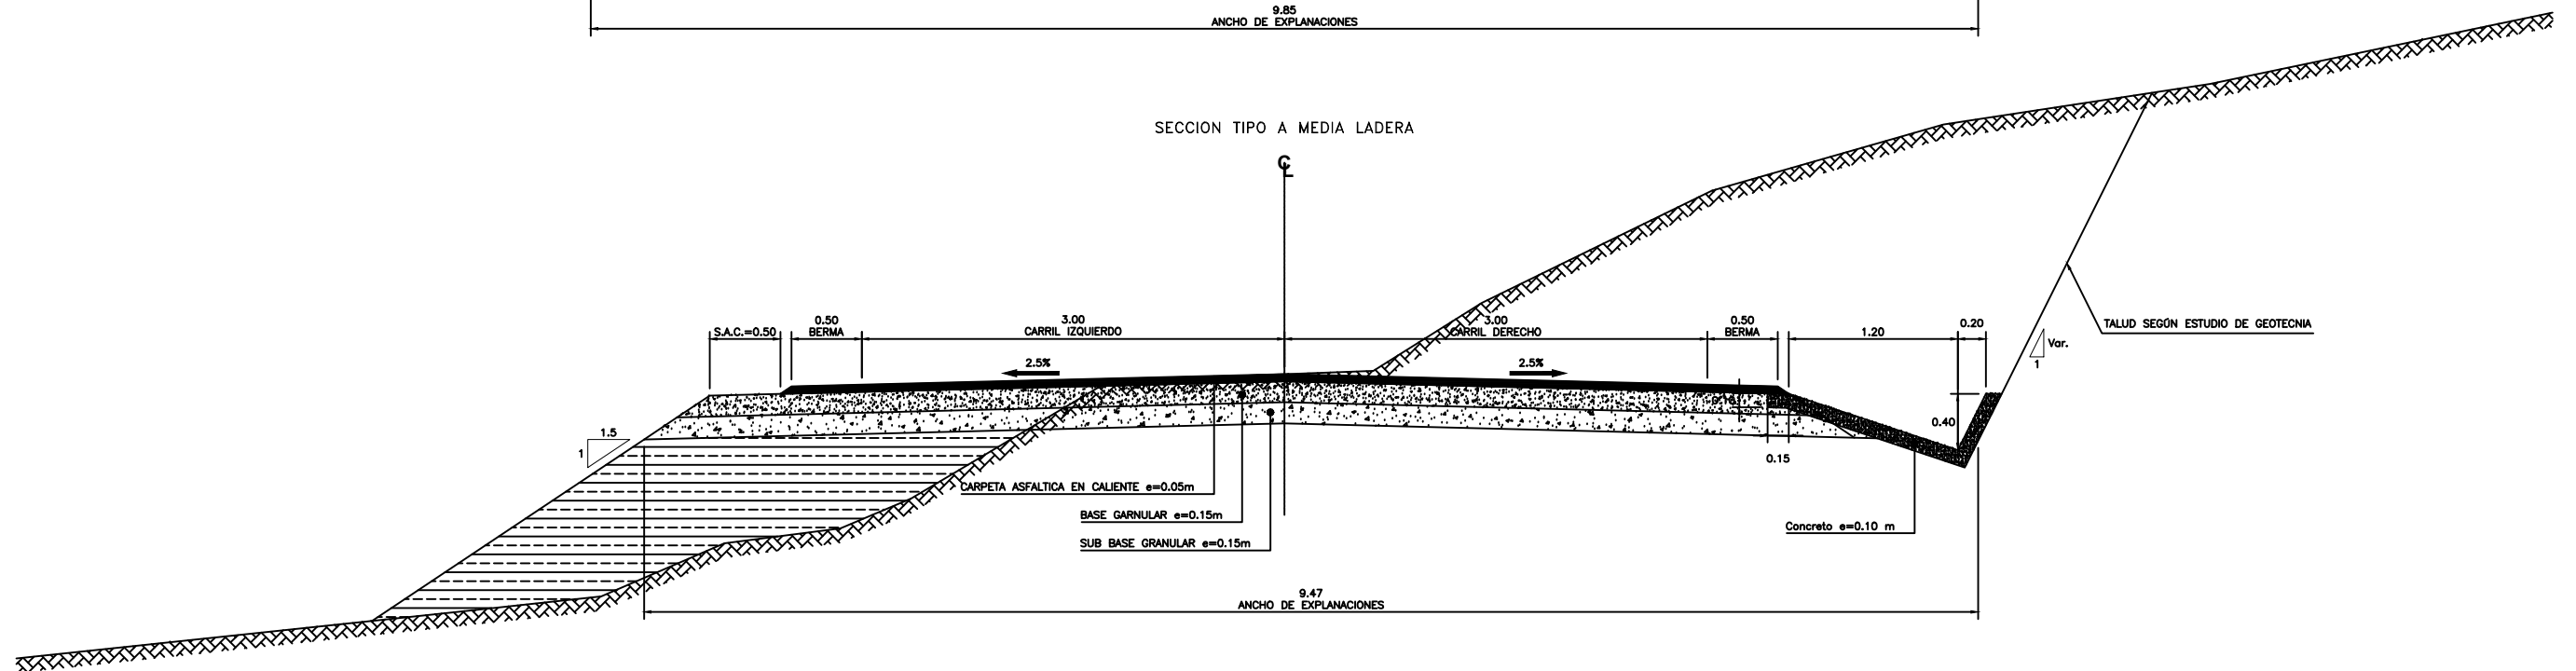 9.85
ANCHO DE EXPLANACIONES
SECCION TIPO A MEDIA LADERA
CL
S.A.C.=0.50
0.50
BERMA
3.00
CARRIL IZQUIERDO
3.00
CARRIL DERECHO
0.50
BERMA
1.20
0.20
TALUD SEGÚN ESTUDIO DE GEOTECNIA
Var.
1
2.5%
2.5%
1.5
1
0.40
0.15
CARPETA ASFALTICA EN CALIENTE e=0.05m
BASE GARNULAR e=0.15m
SUB BASE GRANULAR e=0.15m
Concreto e=0.10 m
9.47
ANCHO DE EXPLANACIONES